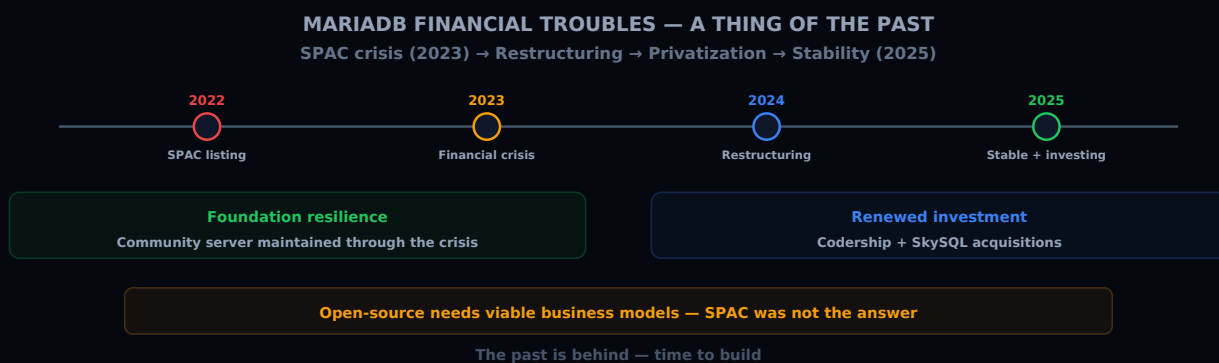 MARIADB FINANCIAL TROUBLES — A THING OF THE PAST
SPAC crisis (2023) → Restructuring → Privatization → Stability (2025)
2022
2023
2024
2025
SPAC listing
Financial crisis
Restructuring
Stable + investing
Foundation resilience
Community server maintained through the crisis
Renewed investment
Codership + SkySQL acquisitions
Open-source needs viable business models — SPAC was not the answer
The past is behind — time to build